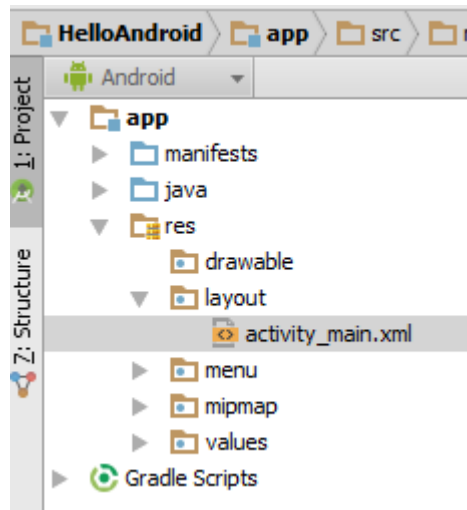 HelloAndroid app src
1: Project
Android
app
manifests
java
res
drawable
7: Structure
layout
activity_main.xml
menu
mipmap
values
Gradle Scripts